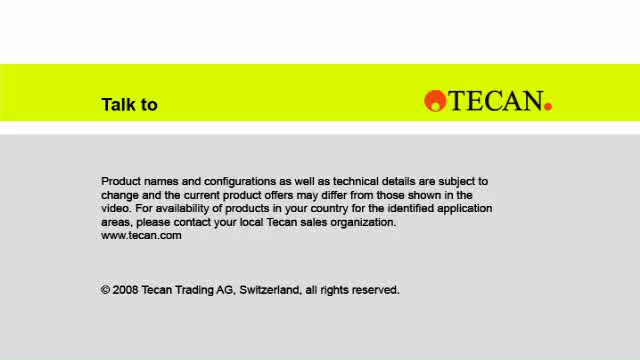 Talk to
TECAN.
Product names and configurations as well as technical details are subject to
change and the current product offers may differ from those shown in the
video. For availability of products in your country for the identified application
areas, please contact your local Tecan sales organization.
www.tecan.com
© 2008 Tecan Trading AG, Switzerland, all rights reserved.